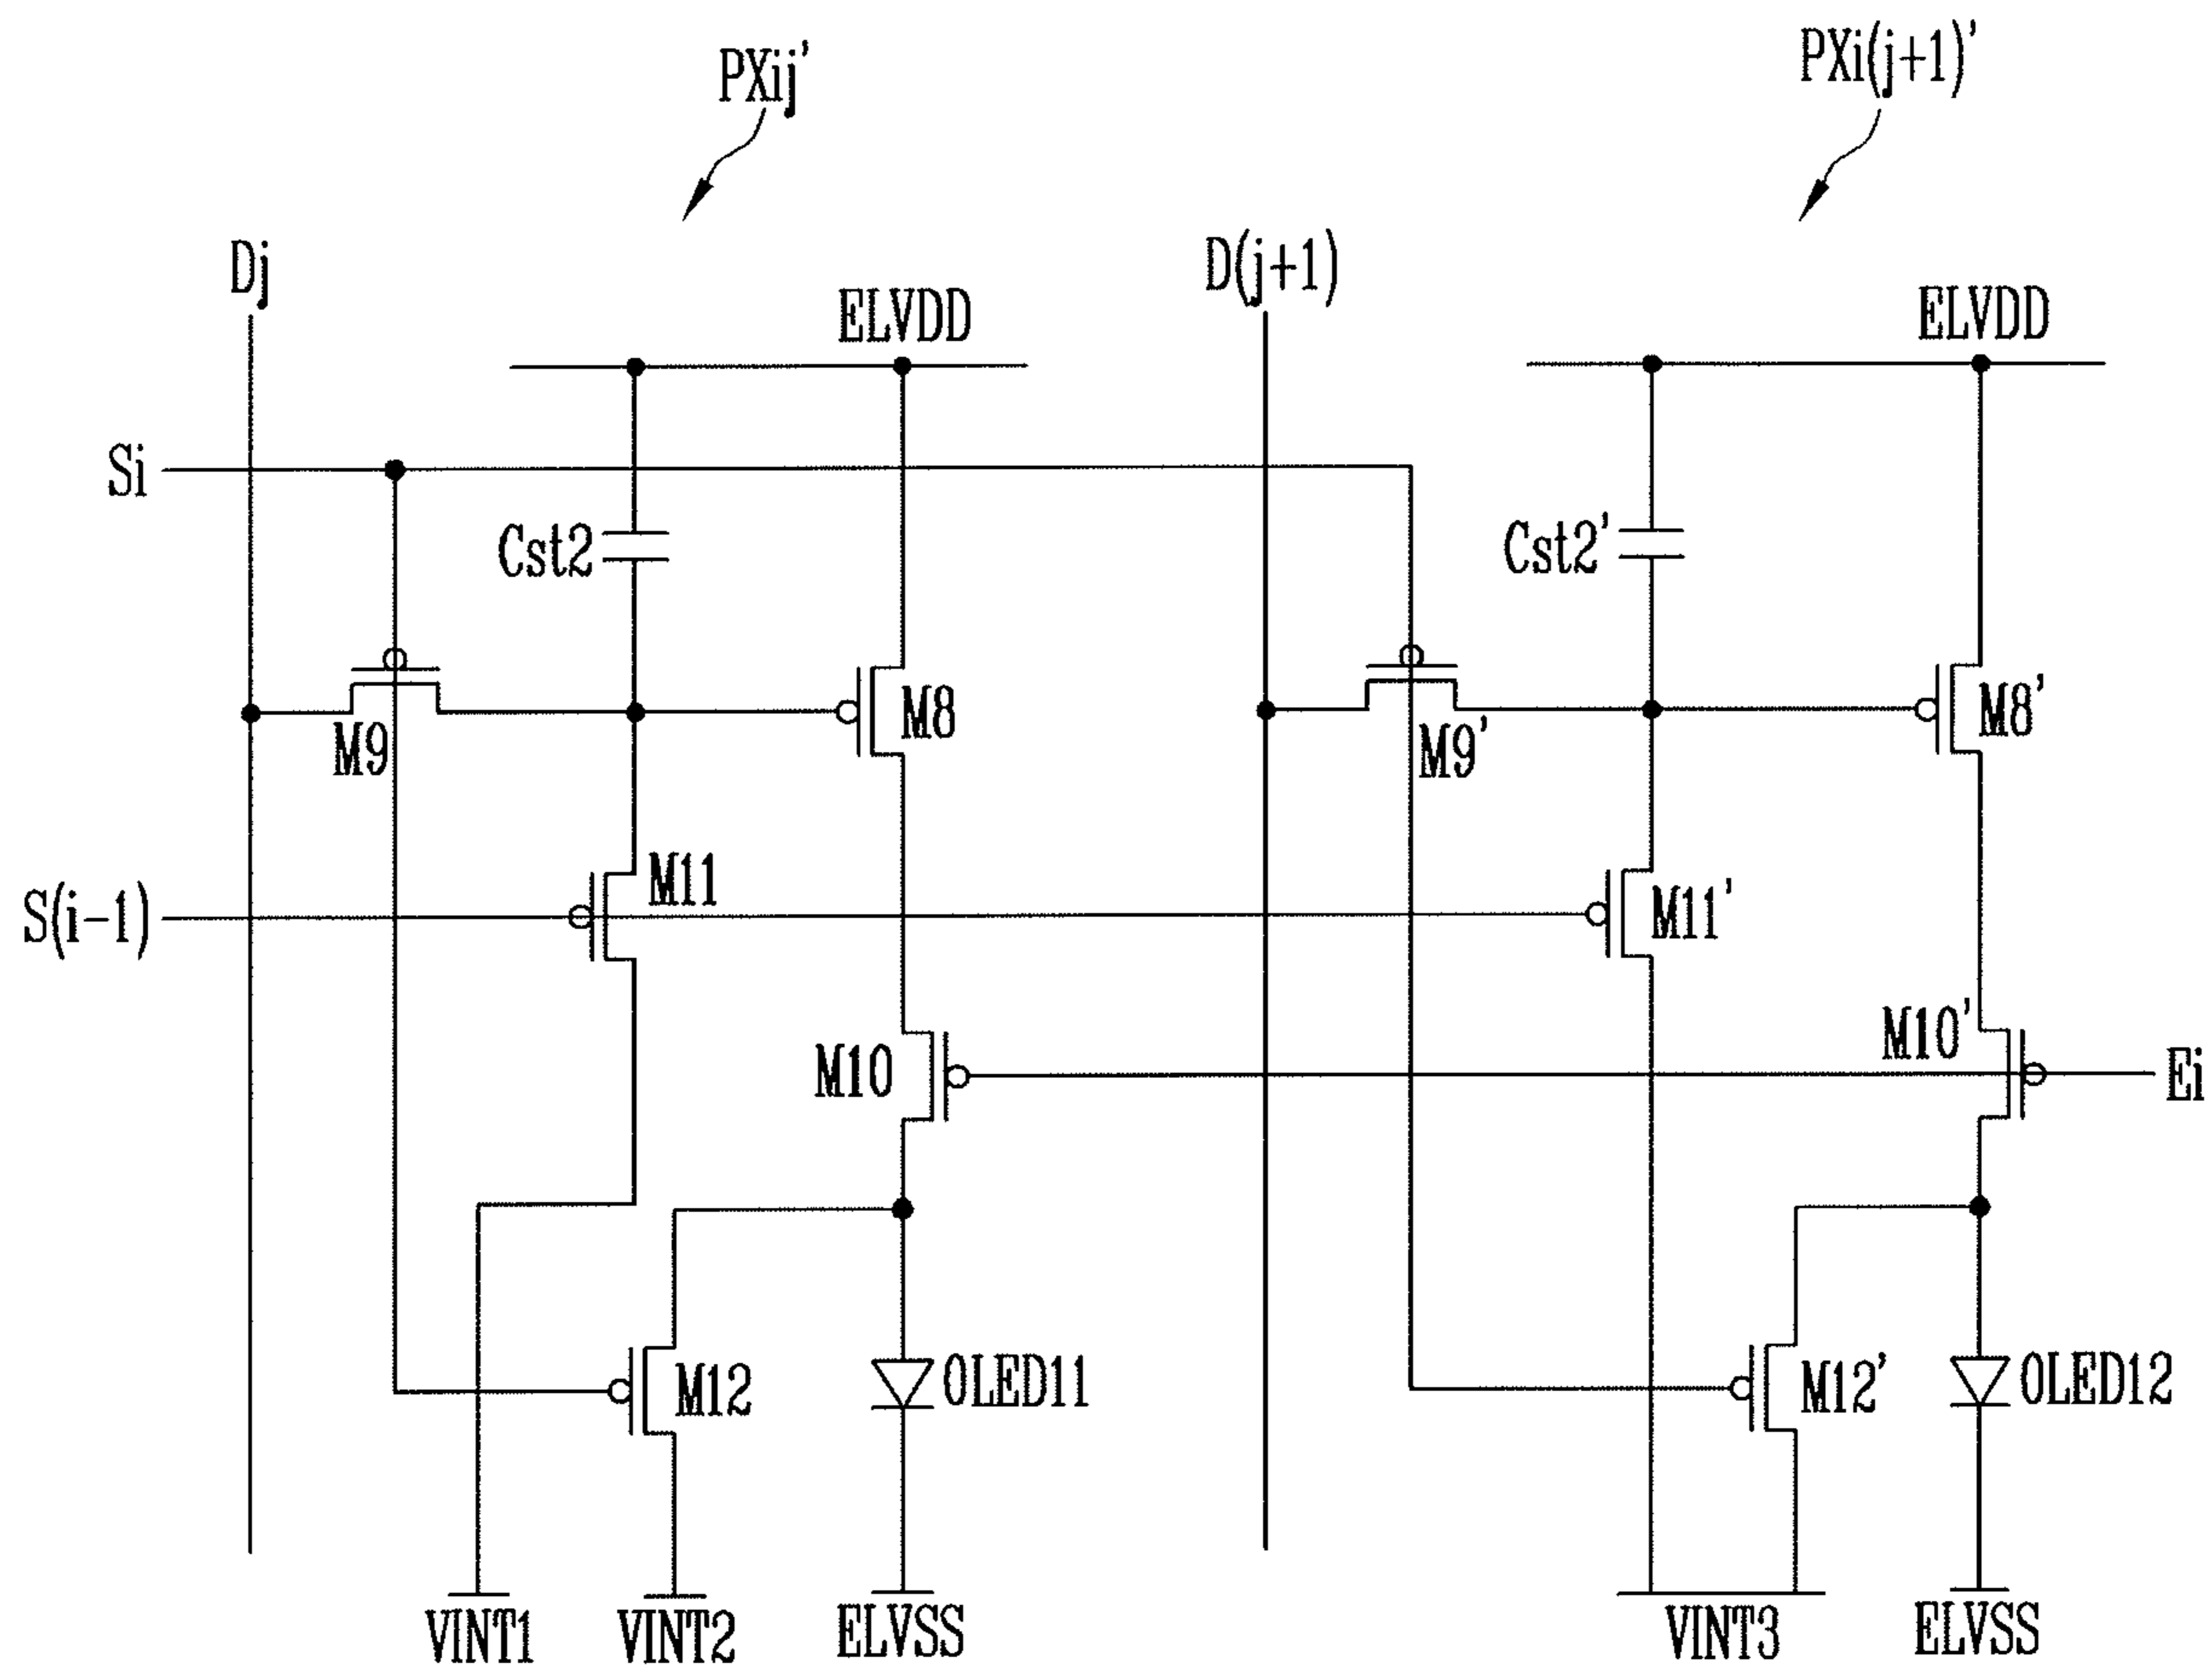 PXij'
PXi(j+1)'
Dj
D(j+1)
ELVDD
ELVDD
Si
Cst2
Cst2'
M9
M8
M9'
M8'
S(i-1)
M11
M11'
M10
M10'
Ei
M12
OLED11
M12'
OLED12
VINT1
VINT2
ELVSS
VINT3
ELVSS